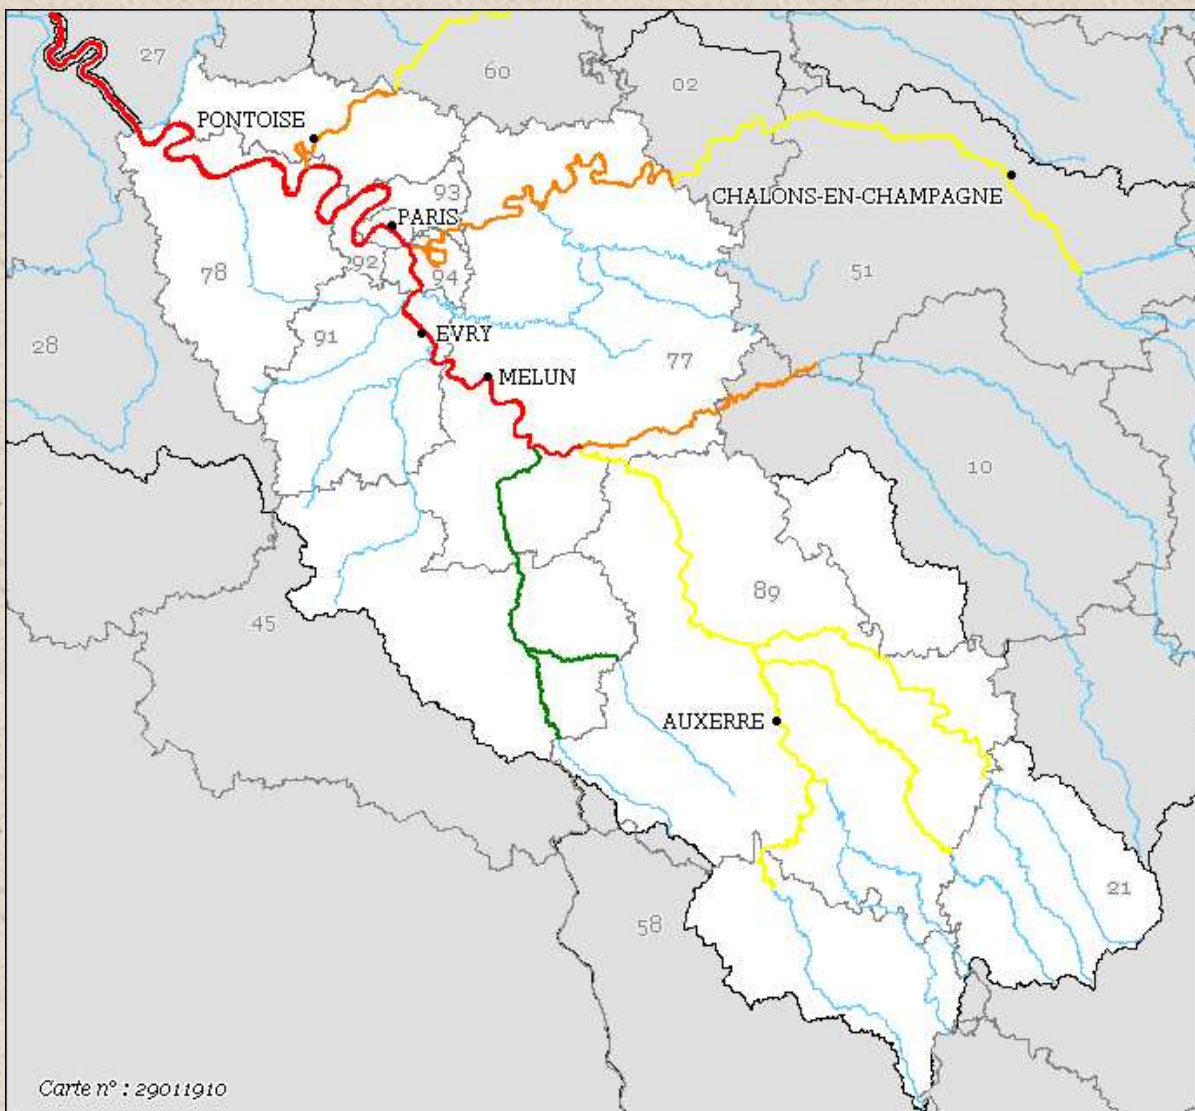 27
60
02
PONTOISE
CHALONS-EN-CHAMPAGNE
93
PARIS
92
94
78
51
91
EVRY
28
77
MELUN
10
89
45
AUXERRE
21
58
Carte n° : 29011910